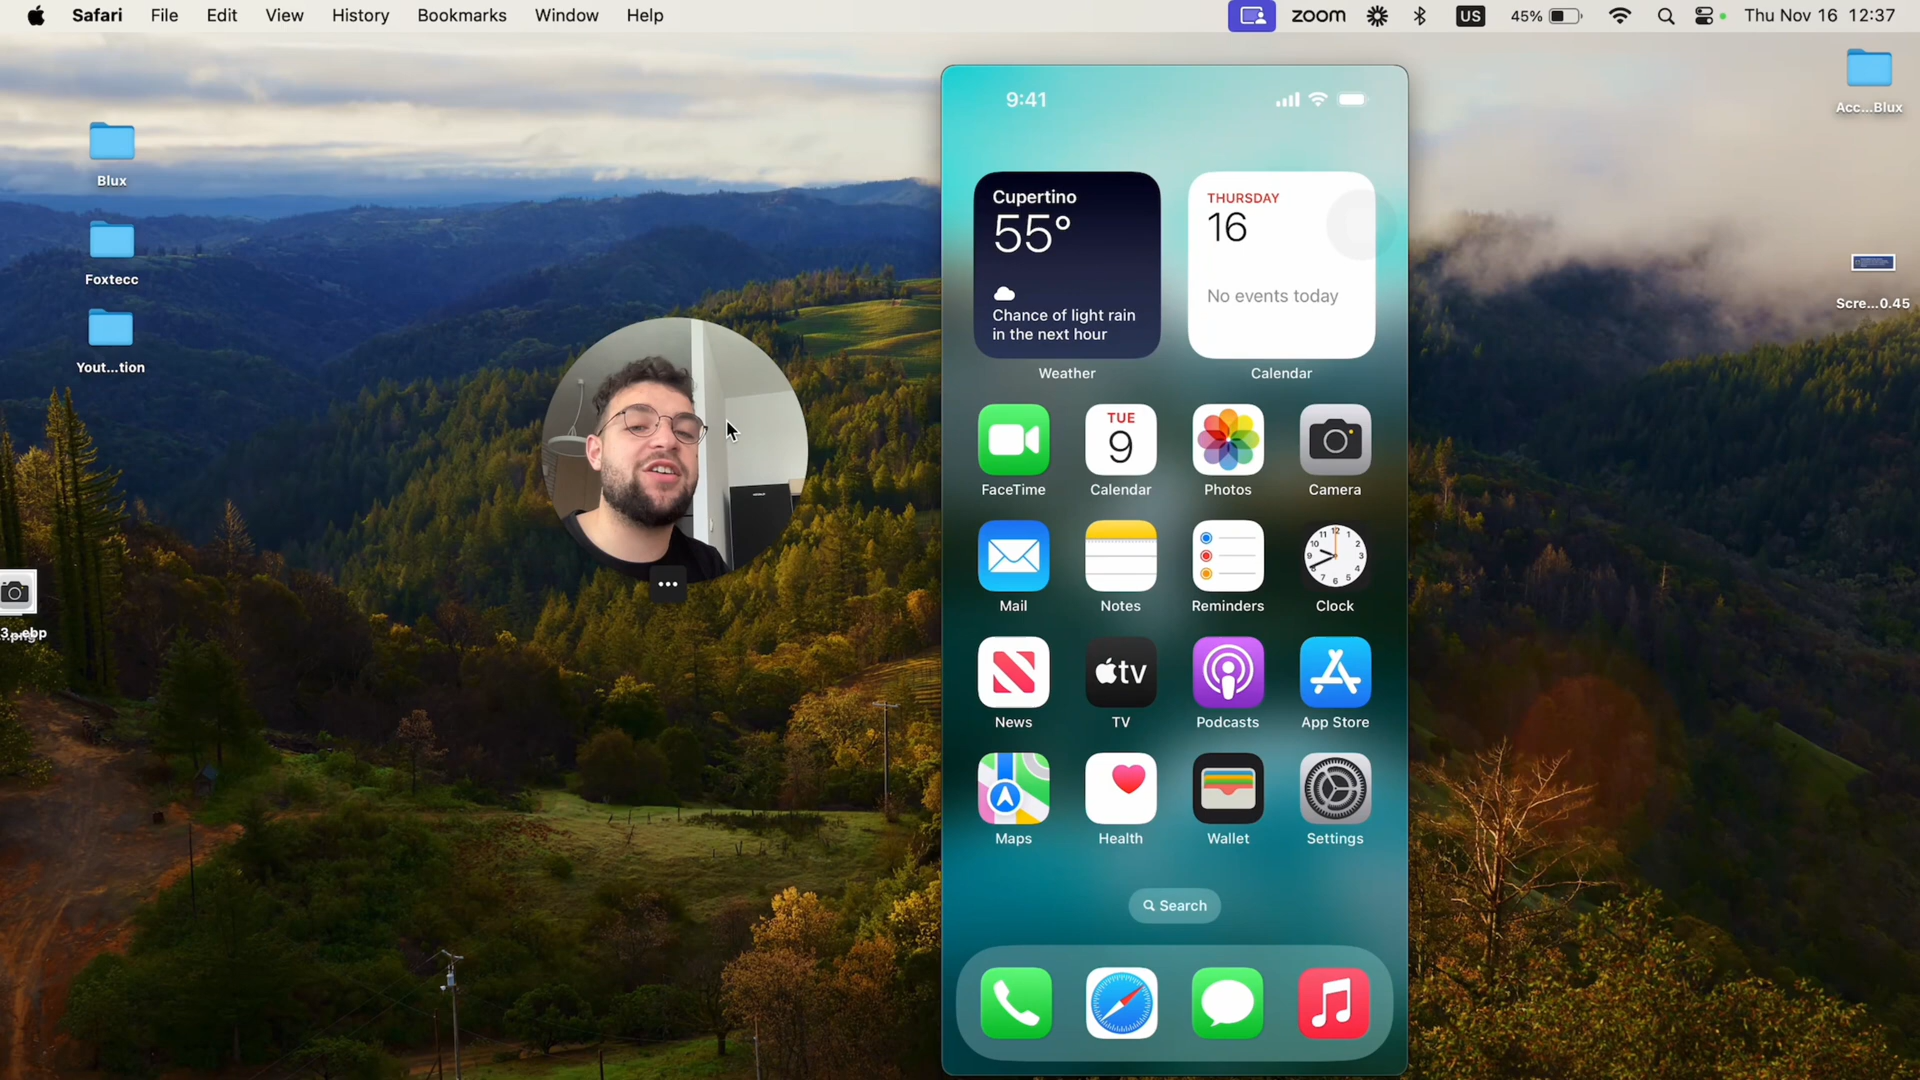 Safari File Edit View History Bookmarks Window Help zoom US 45% Thu Nov 16 12:37
Acc...Blux
Blux
Foxtecc
Yout...tion
Scre...0.45
9:41
Cupertino
55°
Chance of light rain
in the next hour
Weather
THURSDAY
16
No events today
Calendar
TUE
9
FaceTime Calendar Photos Camera
Mail Notes Reminders Clock
tv
News TV Podcasts App Store
Maps Health Wallet Settings
Search